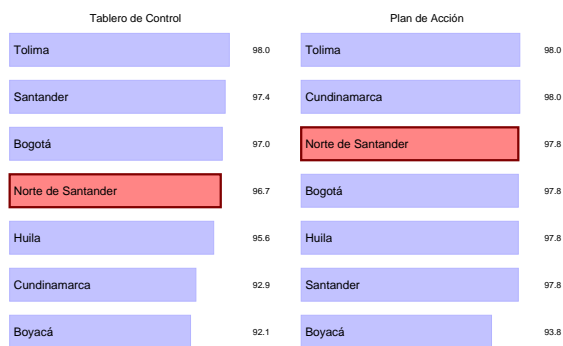 Tablero de Control
Tolima 98.0
Santander 97.4
Bogotá 97.0
Norte de Santander 96.7
Huila 95.6
Cundinamarca 92.9
Boyacá 92.1
Plan de Acción
Tolima 98.0
Cundinamarca 98.0
Norte de Santander 97.8
Bogotá 97.8
Huila 97.8
Santander 97.8
Boyacá 93.8